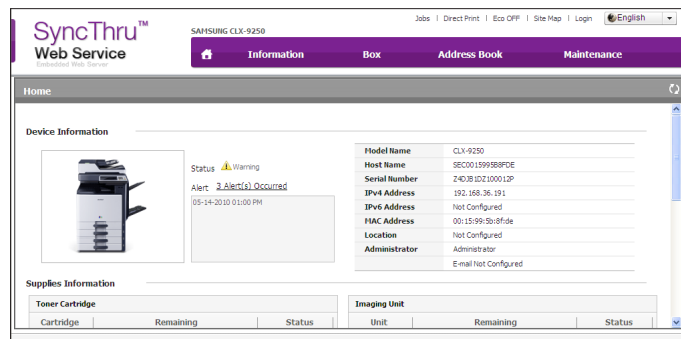 SyncThru™
Web Service
Embedded Web Server
SAMSUNG CLX-9250
Jobs | Direct Print | Eco OFF | Site Map | Login English
Information Box Address Book Maintenance
Home
Device Information
Status Warning
Alert 3 Alert(s) Occurred
05-14-2010 01:00 PM
Model Name CLX-9250
Host Name SEC0015995B8FDE
Serial Number Z4DJB1DZ100012P
IPv4 Address 192.168.36.191
IPv6 Address Not Configured
MAC Address 00:15:99:5b:8f:de
Location Not Configured
Administrator Administrator
E-mail Not Configured
Supplies Information
Toner Cartridge
Cartridge Remaining Status
Imaging Unit
Unit Remaining Status